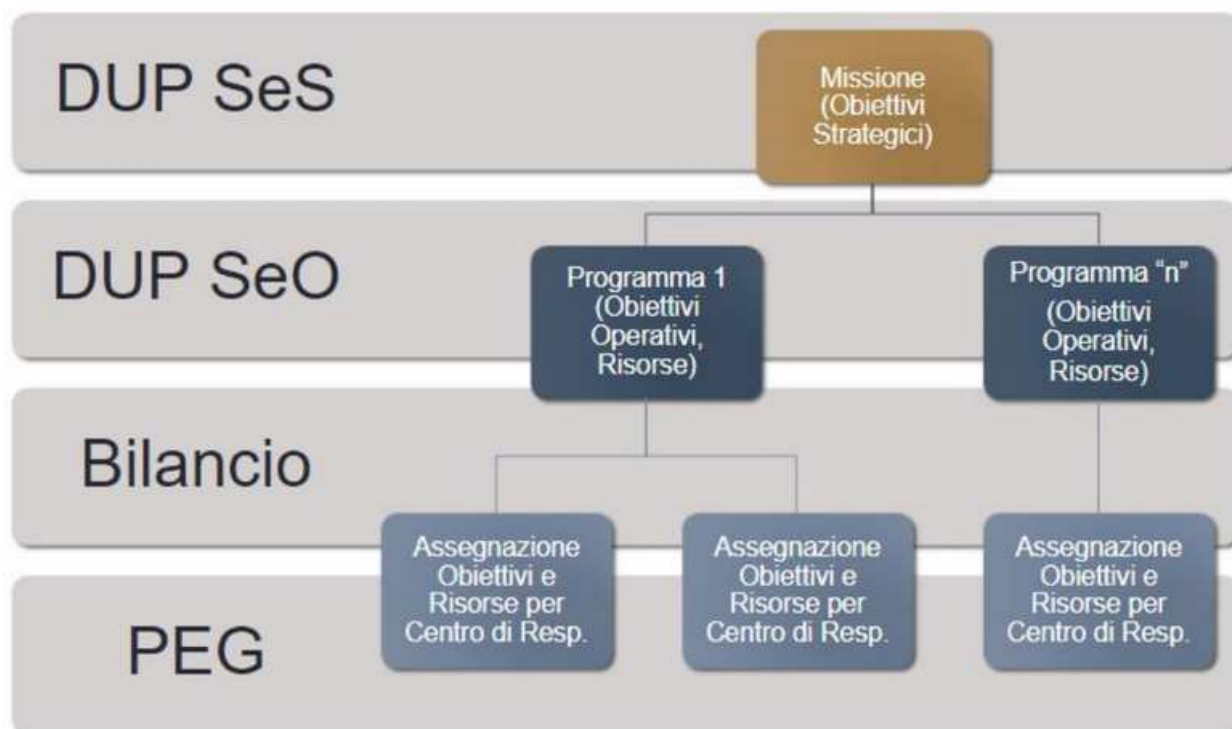 DUP SeS
Missione
(Obiettivi
Strategici)
DUP SeO
Programma 1
(Obiettivi
Operativi,
Risorse)
Programma “n”
(Obiettivi
Operativi,
Risorse)
Bilancio
Assegnazione
Obiettivi e
Risorse per
Centro di Resp.
Assegnazione
Obiettivi e
Risorse per
Centro di Resp.
Assegnazione
Obiettivi e
Risorse per
Centro di Resp.
PEG